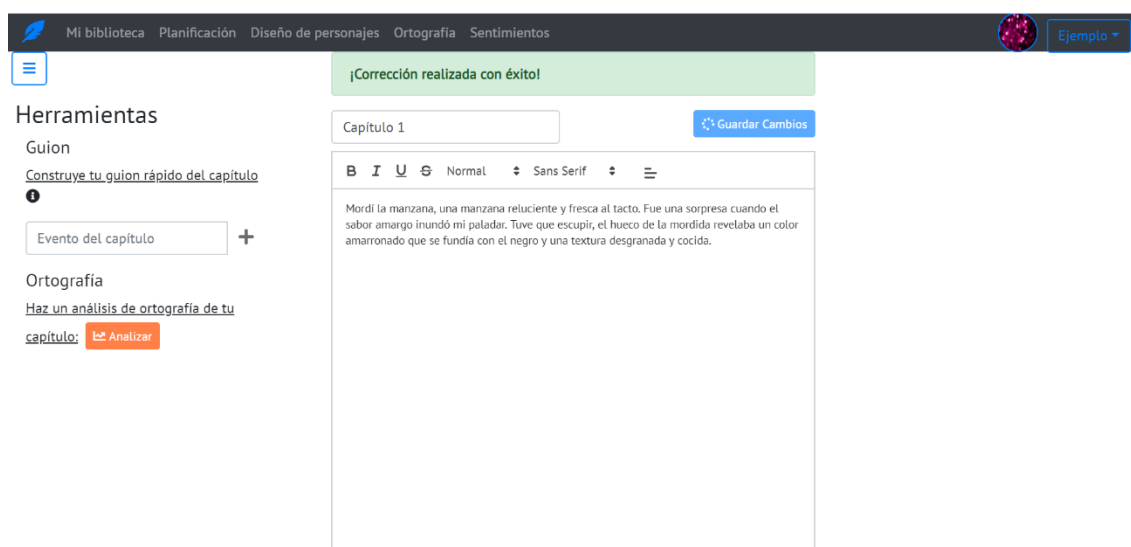 Mi biblioteca Planificación Diseño de personajes Ortografía Sentimientos Ejemplo
¡Corrección realizada con éxito!
Herramientas
Guion
Construye tu guion rápido del capítulo
Evento del capítulo
Ortografía
Haz un análisis de ortografía de tu
capítulo: Analizar
Capítulo 1 Guardar Cambios
B I U S Normal Sans Serif
Mordí la manzana, una manzana reluciente y fresca al tacto. Fue una sorpresa cuando el
sabor amargo inundó mi paladar. Tuve que escupir, el hueco de la mordida revelaba un color
amarronado que se fundía con el negro y una textura desgranada y cocida.